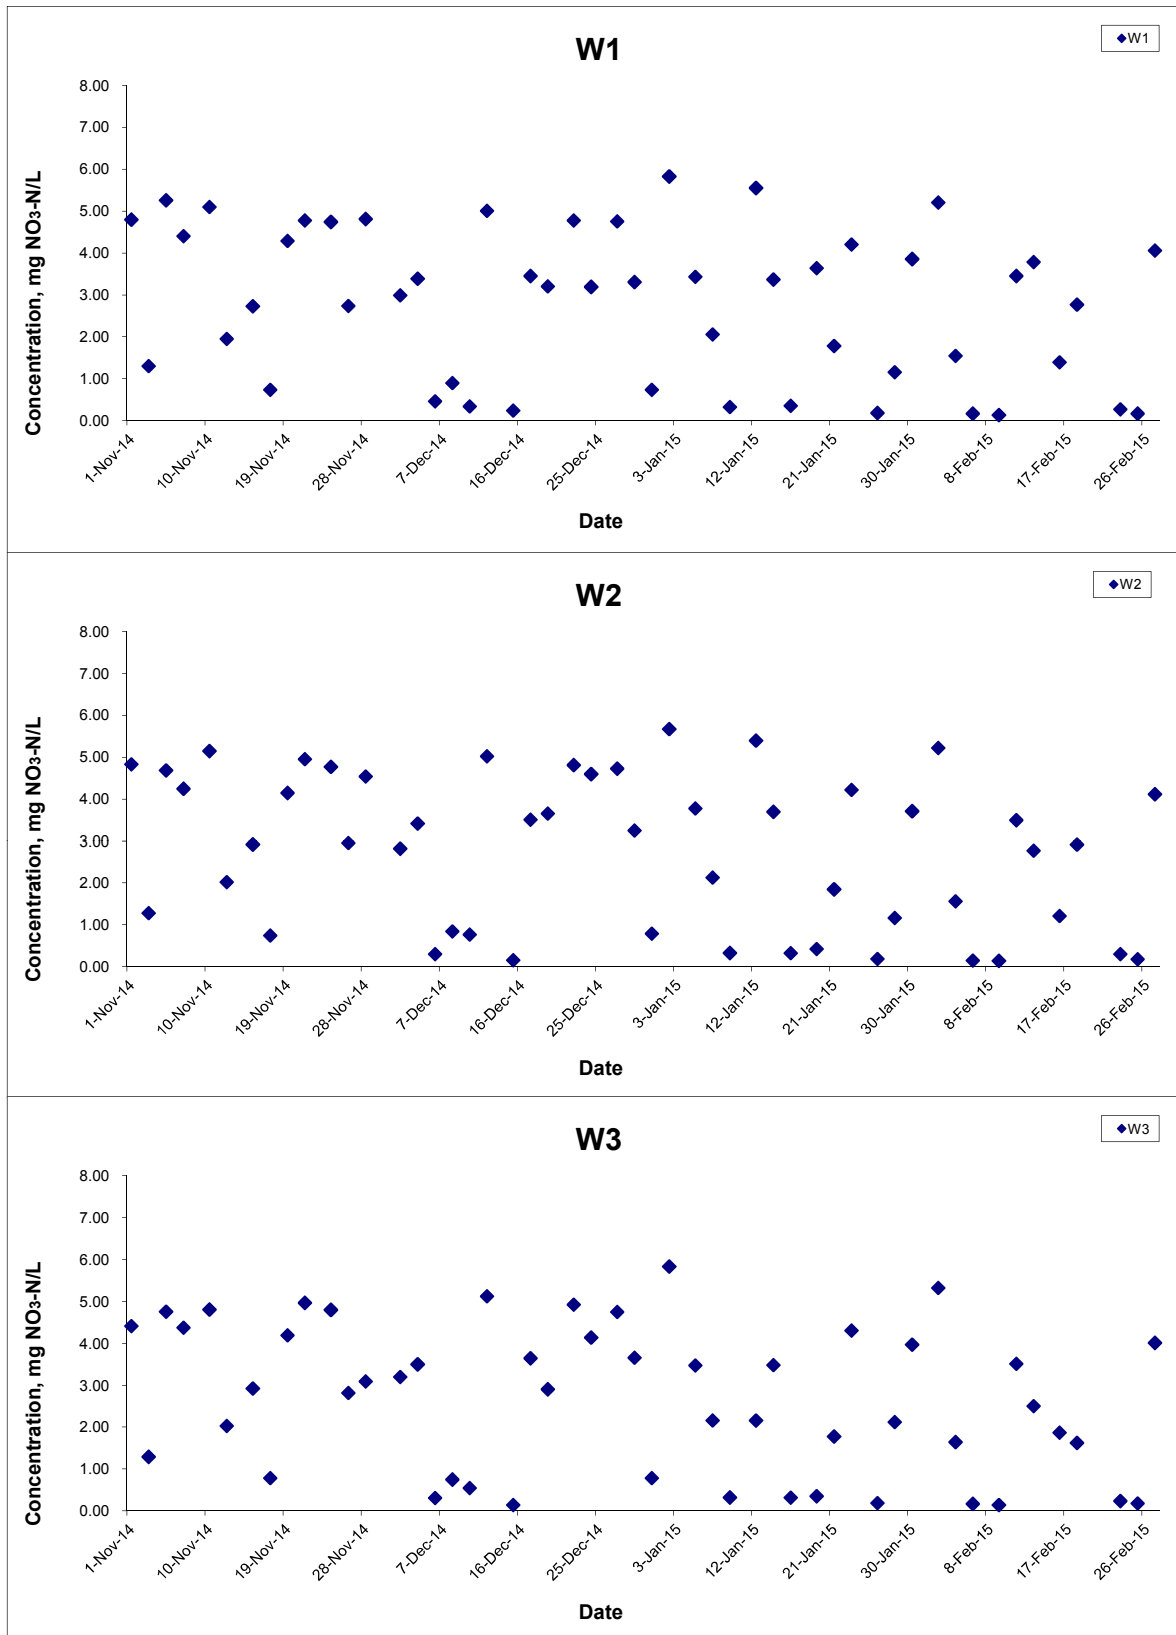 W1
W1
8.00
7.00
6.00
5.00
4.00
3.00
2.00
1.00
0.00
Concentration, mg NO3-N/L
1-Nov-14
10-Nov-14
19-Nov-14
28-Nov-14
7-Dec-14
16-Dec-14
25-Dec-14
3-Jan-15
12-Jan-15
21-Jan-15
30-Jan-15
8-Feb-15
17-Feb-15
26-Feb-15
Date
W2
W2
8.00
7.00
6.00
5.00
4.00
3.00
2.00
1.00
0.00
Concentration, mg NO3-N/L
1-Nov-14
10-Nov-14
19-Nov-14
28-Nov-14
7-Dec-14
16-Dec-14
25-Dec-14
3-Jan-15
12-Jan-15
21-Jan-15
30-Jan-15
8-Feb-15
17-Feb-15
26-Feb-15
Date
W3
W3
8.00
7.00
6.00
5.00
4.00
3.00
2.00
1.00
0.00
Concentration, mg NO3-N/L
1-Nov-14
10-Nov-14
19-Nov-14
28-Nov-14
7-Dec-14
16-Dec-14
25-Dec-14
3-Jan-15
12-Jan-15
21-Jan-15
30-Jan-15
8-Feb-15
17-Feb-15
26-Feb-15
Date